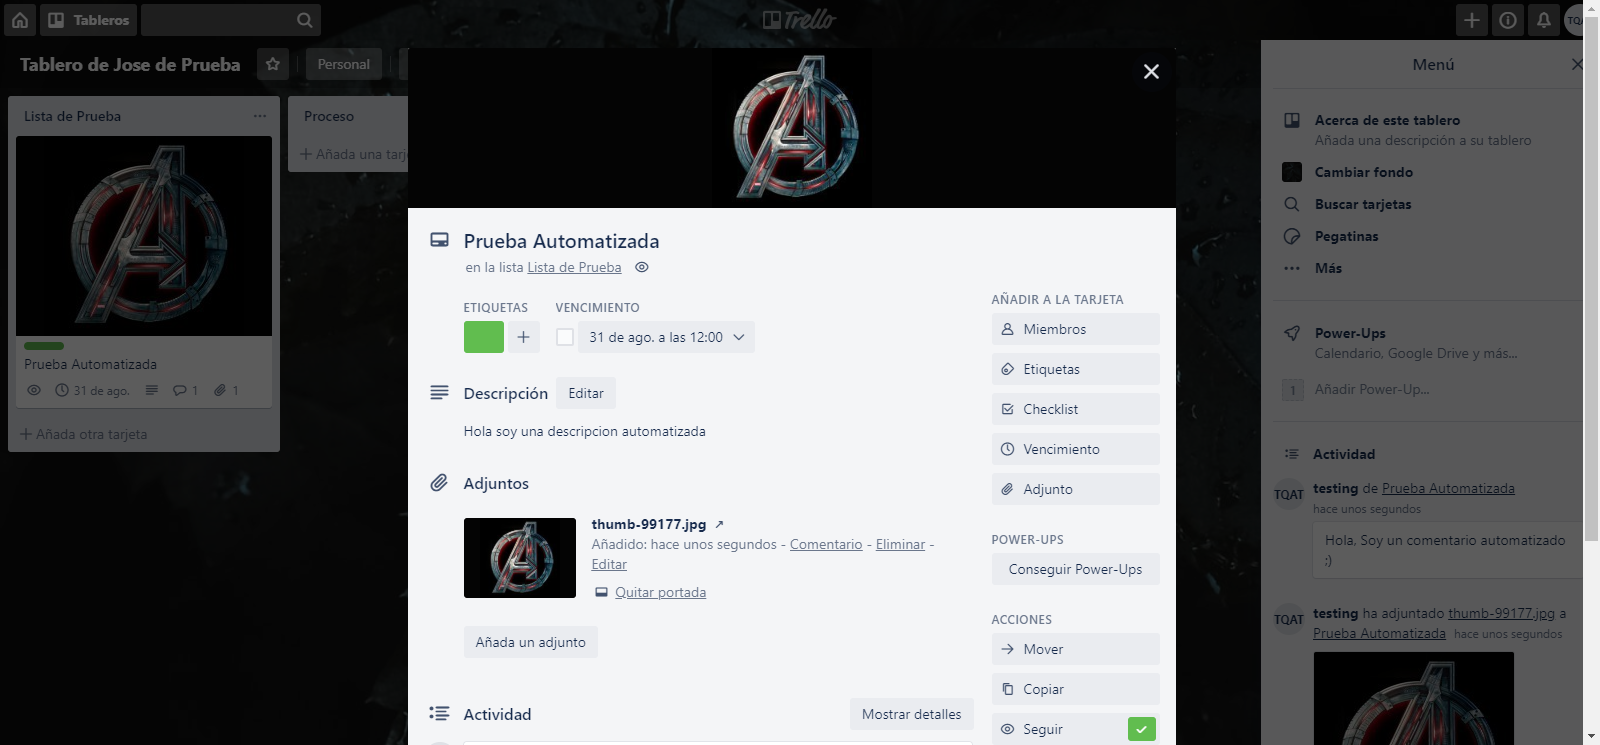 Tableros
Trello
TQA
Tablero de Jose de Prueba
Personal
Lista de Prueba
Prueba Automatizada
31 de ago.
1
1
Añada otra tarjeta
Proceso
Añada una tarje
Prueba Automatizada
en la lista Lista de Prueba
ETIQUETAS
VENCIMIENTO
31 de ago. a las 12:00
Descripción
Editar
Hola soy una descripcion automatizada
Adjuntos
thumb-99177.jpg
Añadido: hace unos segundos - Comentario - Eliminar -
Editar
Quitar portada
Añada un adjunto
Actividad
Mostrar detalles
AÑADIR A LA TARJETA
Miembros
Etiquetas
Checklist
Vencimiento
Adjunto
POWER-UPS
Conseguir Power-Ups
ACCIONES
Mover
Copiar
Seguir
Menú
Acerca de este tablero
Añada una descripción a su tablero
Cambiar fondo
Buscar tarjetas
Pegatinas
Más
Power-Ups
Calendario, Google Drive y más...
1
Añadir Power-Up...
Actividad
TQAT
testing de Prueba Automatizada
hace unos segundos
Hola, Soy un comentario automatizado
;)
TQAT
testing ha adjuntado thumb-99177.jpg a
Prueba Automatizada hace unos segundos